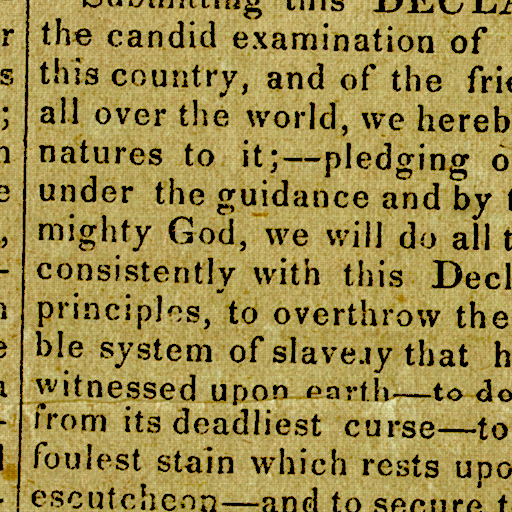 Submitting this DECLA
r the candid examination of
s this country, and of the frie
; all over the world, we hereb
n natures to it;—pledging o
e under the guidance and by t
, mighty God, we will do all t
- consistently with this Decl
n principles, to overthrow the
e ble system of slavery that h
witnessed upon earth—to de
- from its deadliest curse—to
foulest stain which rests upo
escutcheon—and to secure t